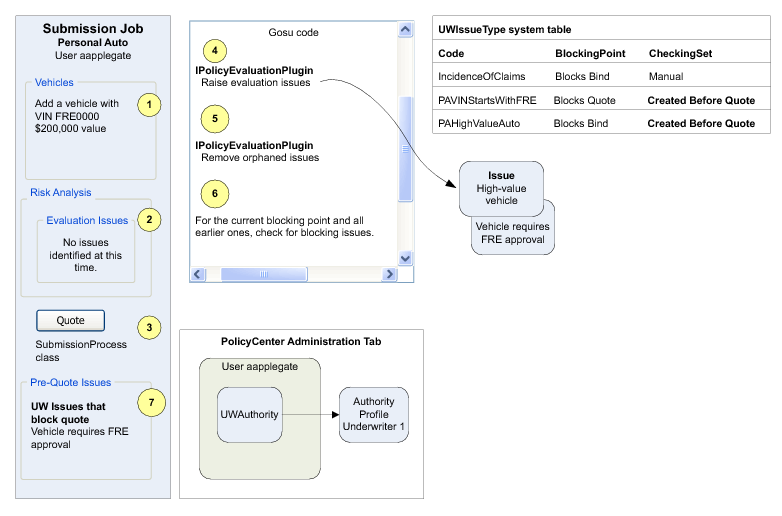 Submission Job
Personal Auto
User aapplegate
Vehicles
1
Add a vehicle with
VIN FRE0000
$200,000 value
Risk Analysis
Evaluation Issues
2
No issues
identified at this
time.
Quote
3
SubmissionProcess
class
Pre-Quote Issues
7
UW Issues that
block quote
Vehicle requires FRE
approval
Gosu code
4
IPolicyEvaluationPlugin
Raise evaluation issues
5
IPolicyEvaluationPlugin
Remove orphaned issues
6
For the current blocking point and all
earlier ones, check for blocking issues.
UWIssueType system table
Code BlockingPoint CheckingSet
IncidenceOfClaims Blocks Bind Manual
PAVINStartsWithFRE Blocks Quote Created Before Quote
PAHighValueAuto Blocks Bind Created Before Quote
Issue
High-value
vehicle
Vehicle requires
FRE approval
PolicyCenter Administration Tab
User aapplegate
UWAuthority
Authority
Profile
Underwriter 1